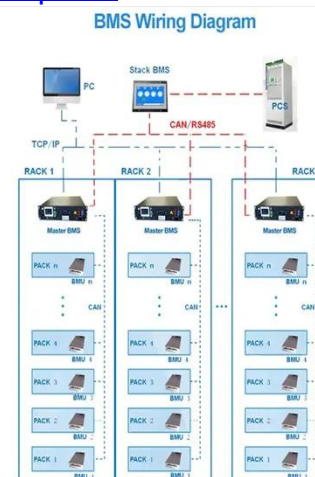 BMS Wiring Diagram
PC
Stack BMS
PCS
CAN/RS485
TCP/IP
RACK 1
RACK 2
RACK
Master BMS
Master BMS
Master BMS
PACK n
BMU n
PACK n
BMU n
PACK n
BMU n
CAN
CAN
CAN
PACK 4
BMU 4
PACK 4
BMU 4
PACK 4
BMU 4
PACK 3
BMU 3
PACK 3
BMU 3
PACK 3
BMU 3
PACK 2
BMU 2
PACK 2
BMU 2
PACK 2
BMU 2
PACK 1
PACK 1
PACK 1